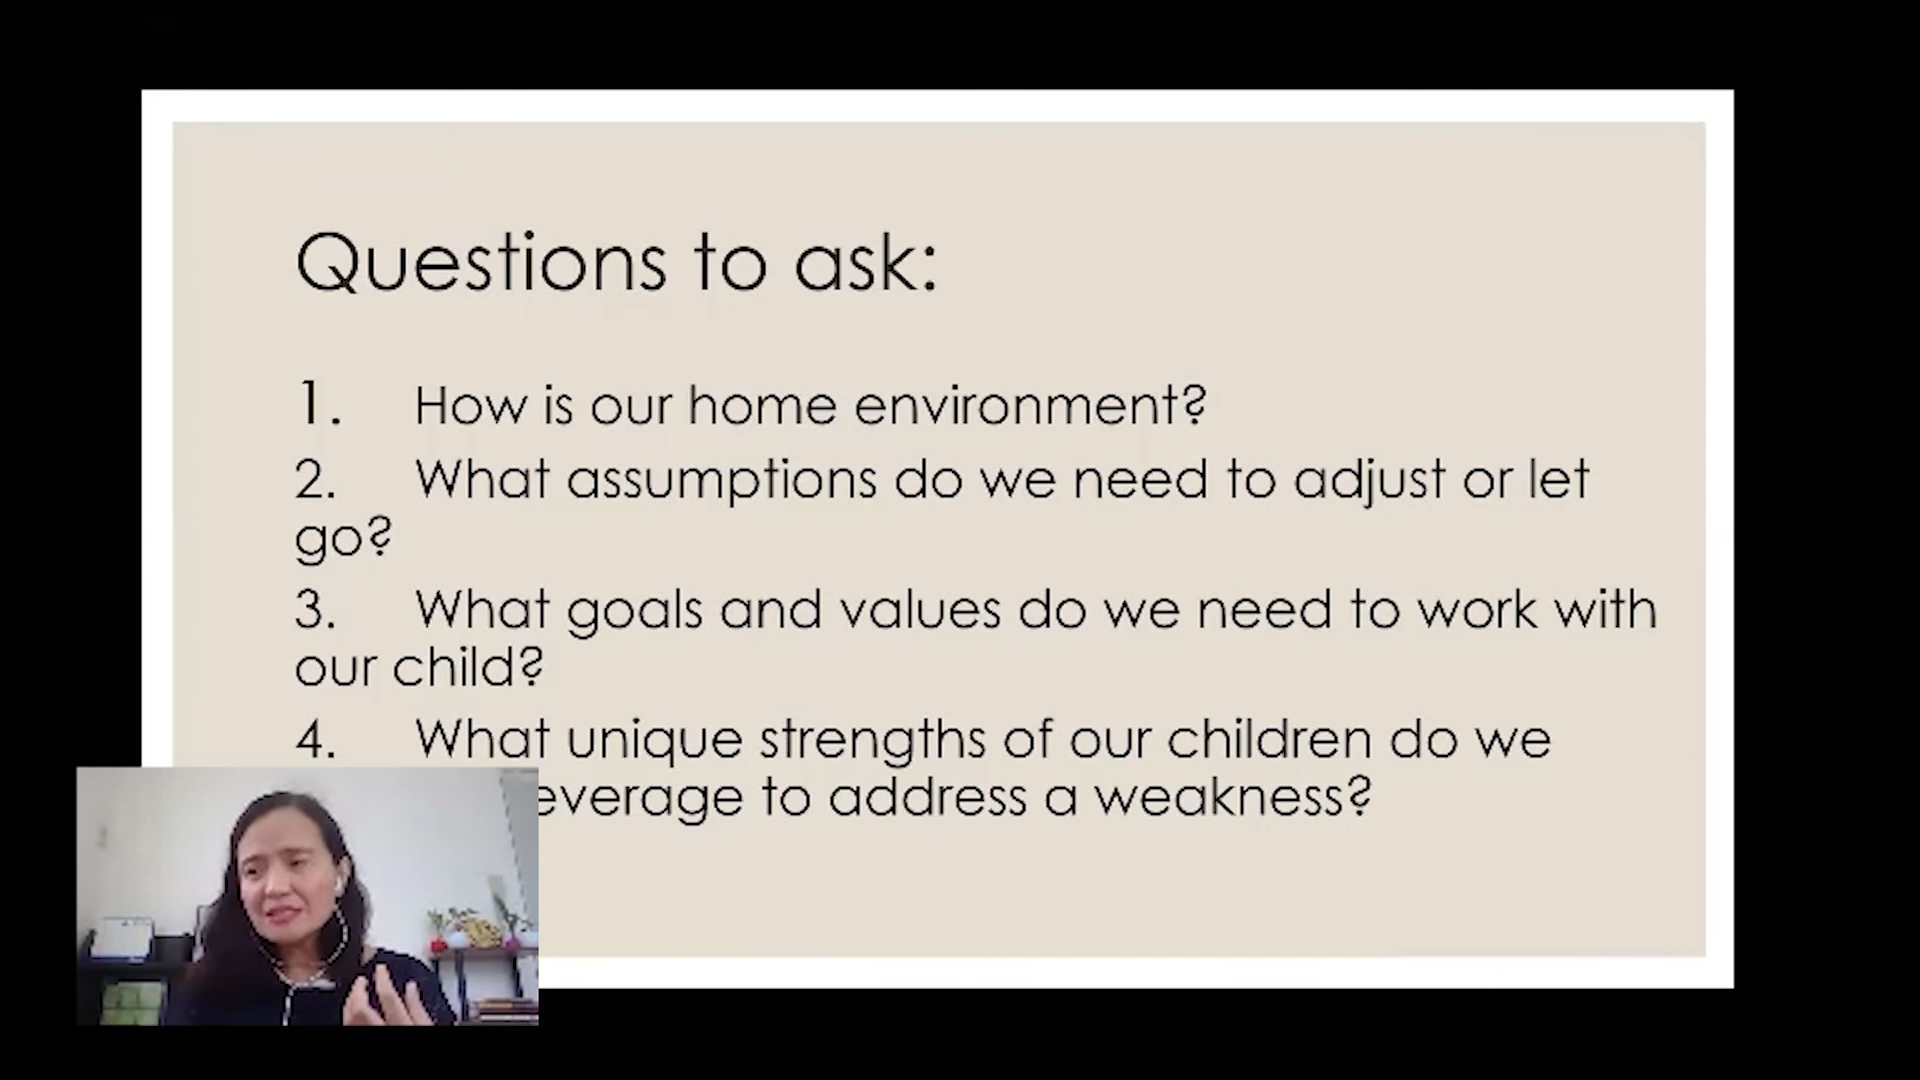 Questions to ask:
1. How is our home environment?
2. What assumptions do we need to adjust or let
go?
3. What goals and values do we need to work with
our child?
4. What unique strengths of our children do we
everage to address a weakness?